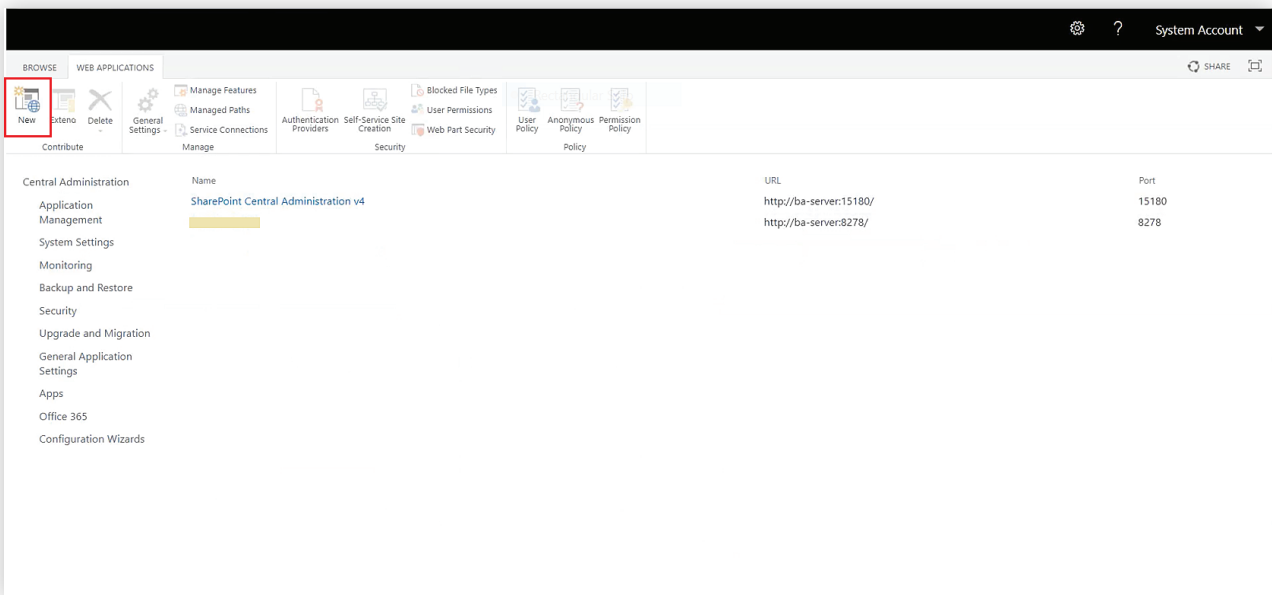 ? System Account
BROWSE WEB APPLICATIONS SHARE
New Extend Delete
General Settings
Manage Features
Managed Paths
Service Connections
Authentication Providers
Self-Service Site Creation
Blocked File Types
User Permissions
Web Part Security
User Policy
Anonymous Policy
Permission Policy
Contribute Manage Security Policy
Central Administration
Application
Management
System Settings
Monitoring
Backup and Restore
Security
Upgrade and Migration
General Application
Settings
Apps
Office 365
Configuration Wizards
Name URL Port
SharePoint Central Administration v4 http://ba-server:15180/ 15180
http://ba-server:8278/ 8278